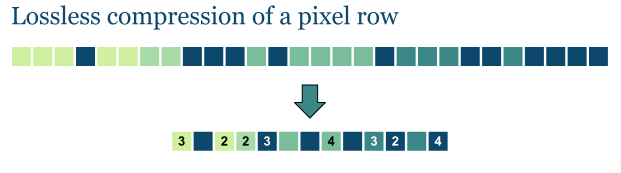 Lossless compression of a pixel row
3 2 2 3 4 3 2 4